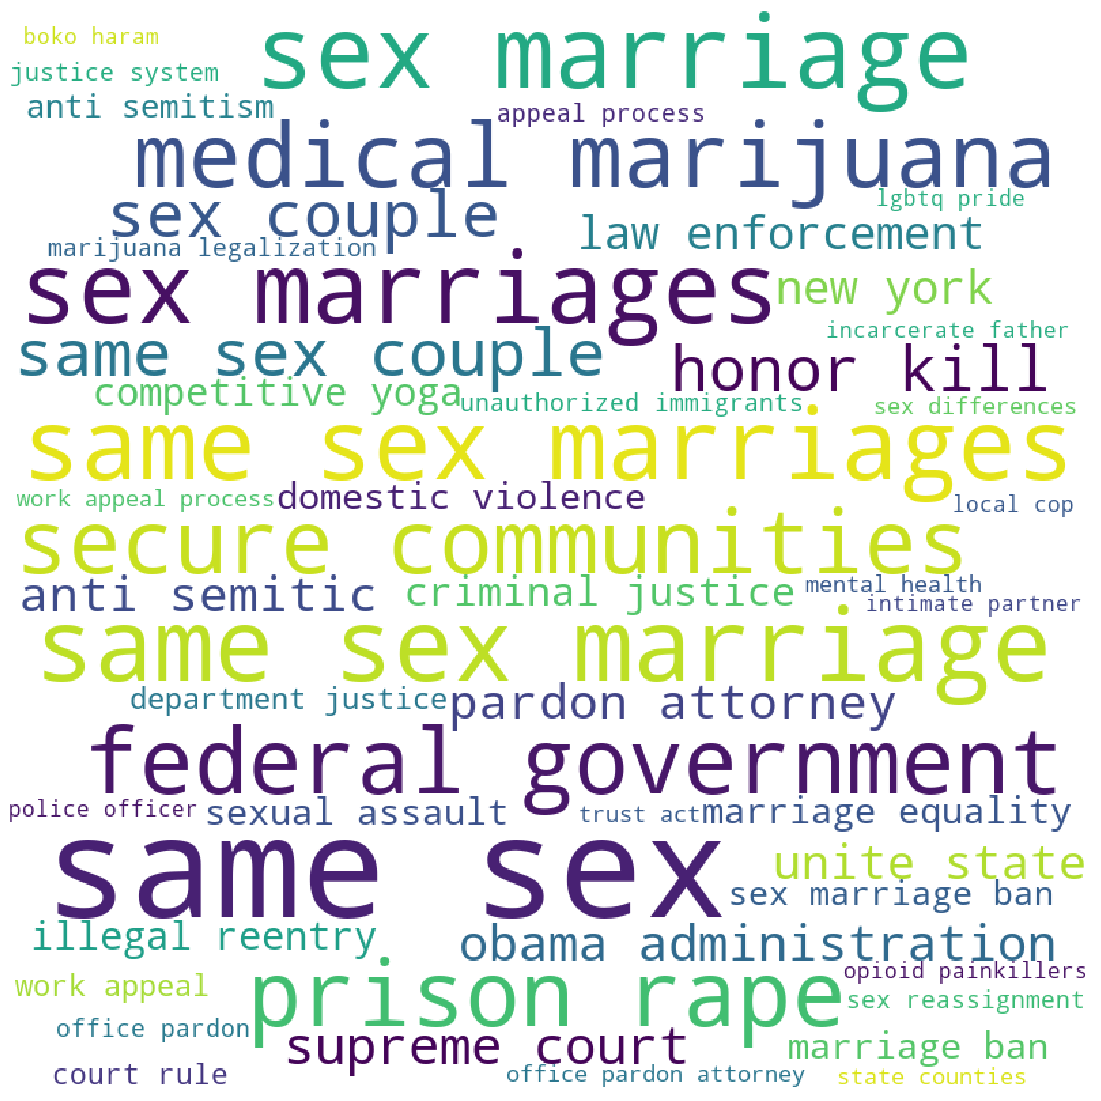 boko haram
sex marriage
justice system
anti semitism
appeal process
medical marijuana
sex couple
lgbtq pride
law enforcement
marijuana legalization
sex marriages
new york
incarcerate father
same sex couple
honor kill
competitive yoga
unauthorized immigrants
sex differences
same sex marriages
work appeal process
domestic violence
local cop
secure communities
anti semitic
criminal justice
mental health
intimate partner
same sex marriage
department justice
pardon attorney
federal government
police officer
sexual assault
trust act
marriage equality
same sex
unite state
sex marriage ban
illegal reentry
obama administration
work appeal
prison rape
opioid painkillers
sex reassignment
office pardon
supreme court
marriage ban
court rule
office pardon attorney
state counties